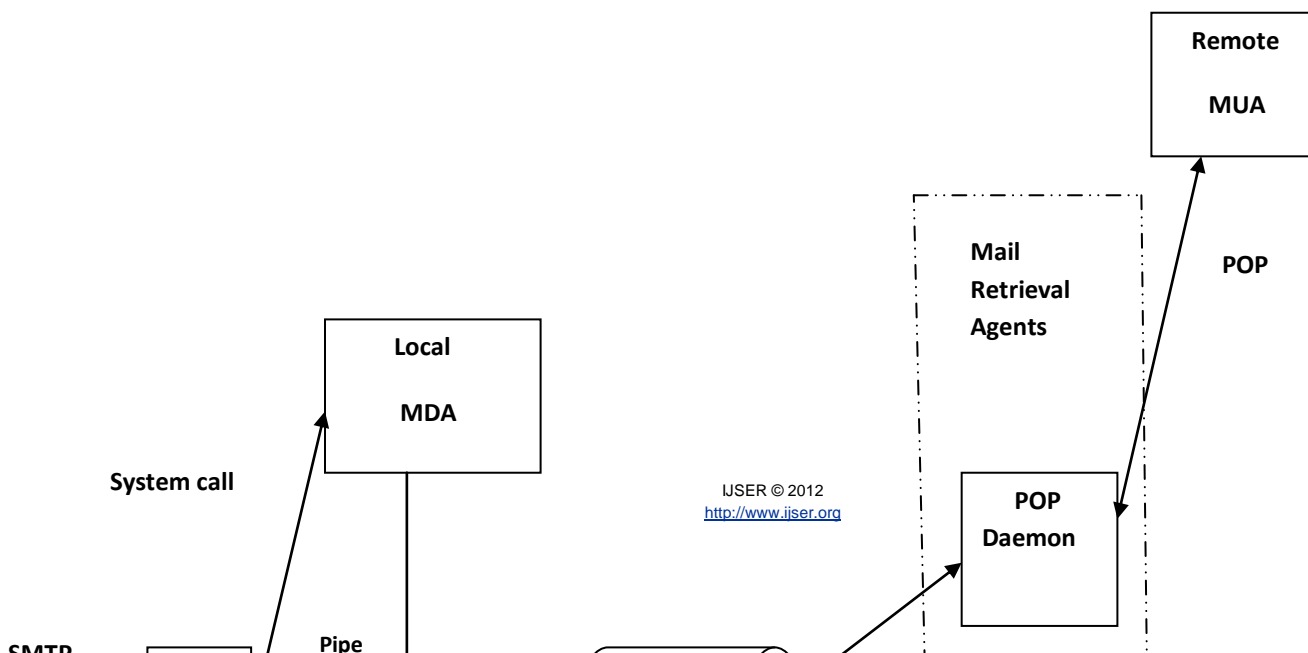 Remote
MUA
Mail
Retrieval
Agents
POP
Local
MDA
System call
IJSER © 2012
http://www.ijser.org
POP
Daemon
Pipe
SMTP